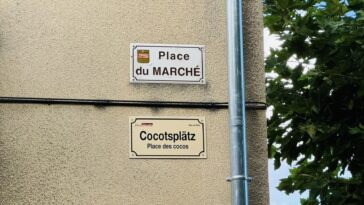 Place
du MARCHÉ
Cocotsplätz
Place des cocos